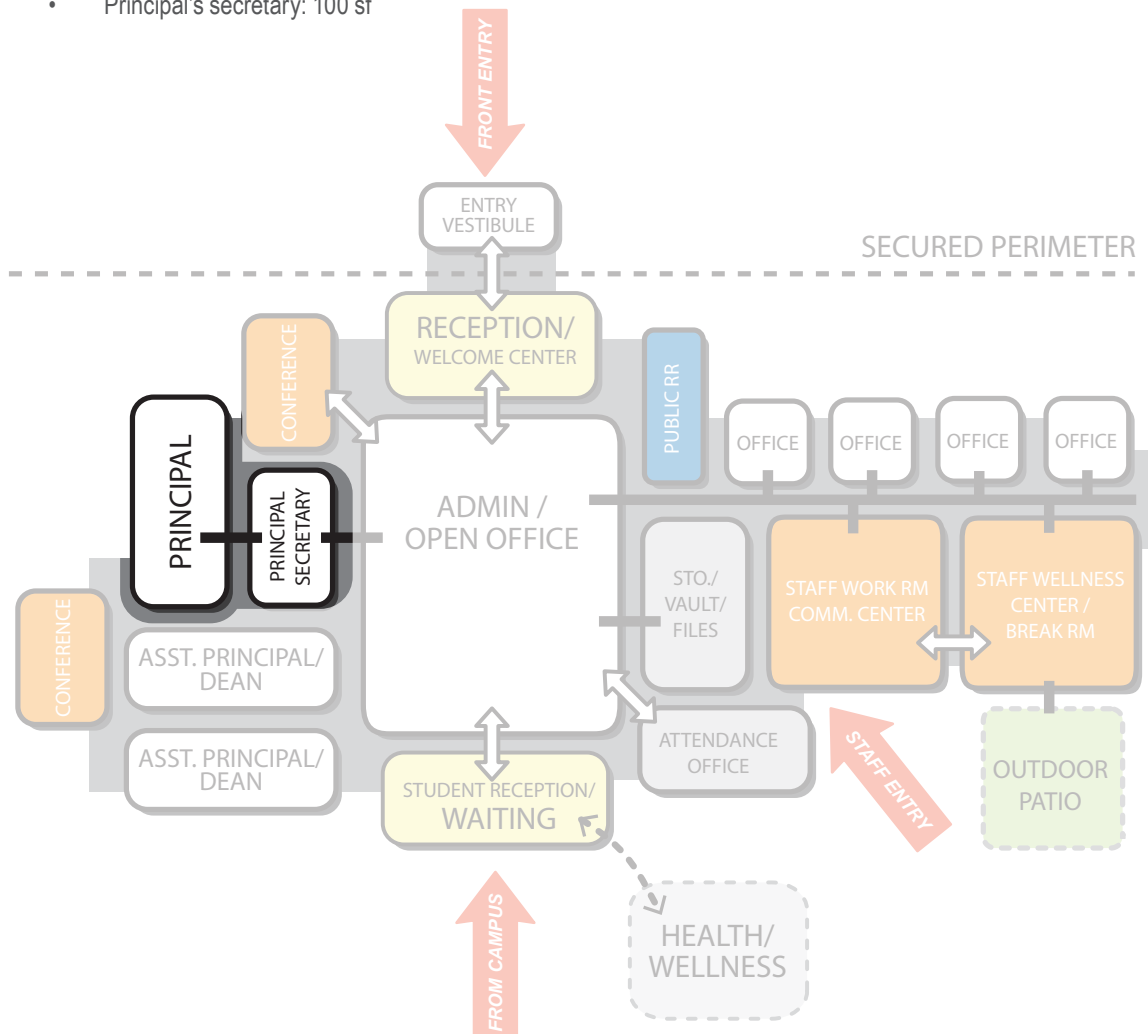 • Principal's secretary: 100 sf
FRONT ENTRY
ENTRY
VESTIBULE
SECURED PERIMETER
RECEPTION/
WELCOME CENTER
CONFERENCE
PUBLIC RR
OFFICE
OFFICE
OFFICE
OFFICE
PRINCIPAL
PRINCIPAL
SECRETARY
ADMIN /
OPEN OFFICE
STO./
VAULT/
FILES
STAFF WORK RM
COMM. CENTER
STAFF WELLNESS
CENTER /
BREAK RM
CONFERENCE
ASST. PRINCIPAL/
DEAN
ASST. PRINCIPAL/
DEAN
ATTENDANCE
OFFICE
STAFF ENTRY
OUTDOOR
PATIO
STUDENT RECEPTION/
WAITING
FROM CAMPUS
HEALTH/
WELLNESS